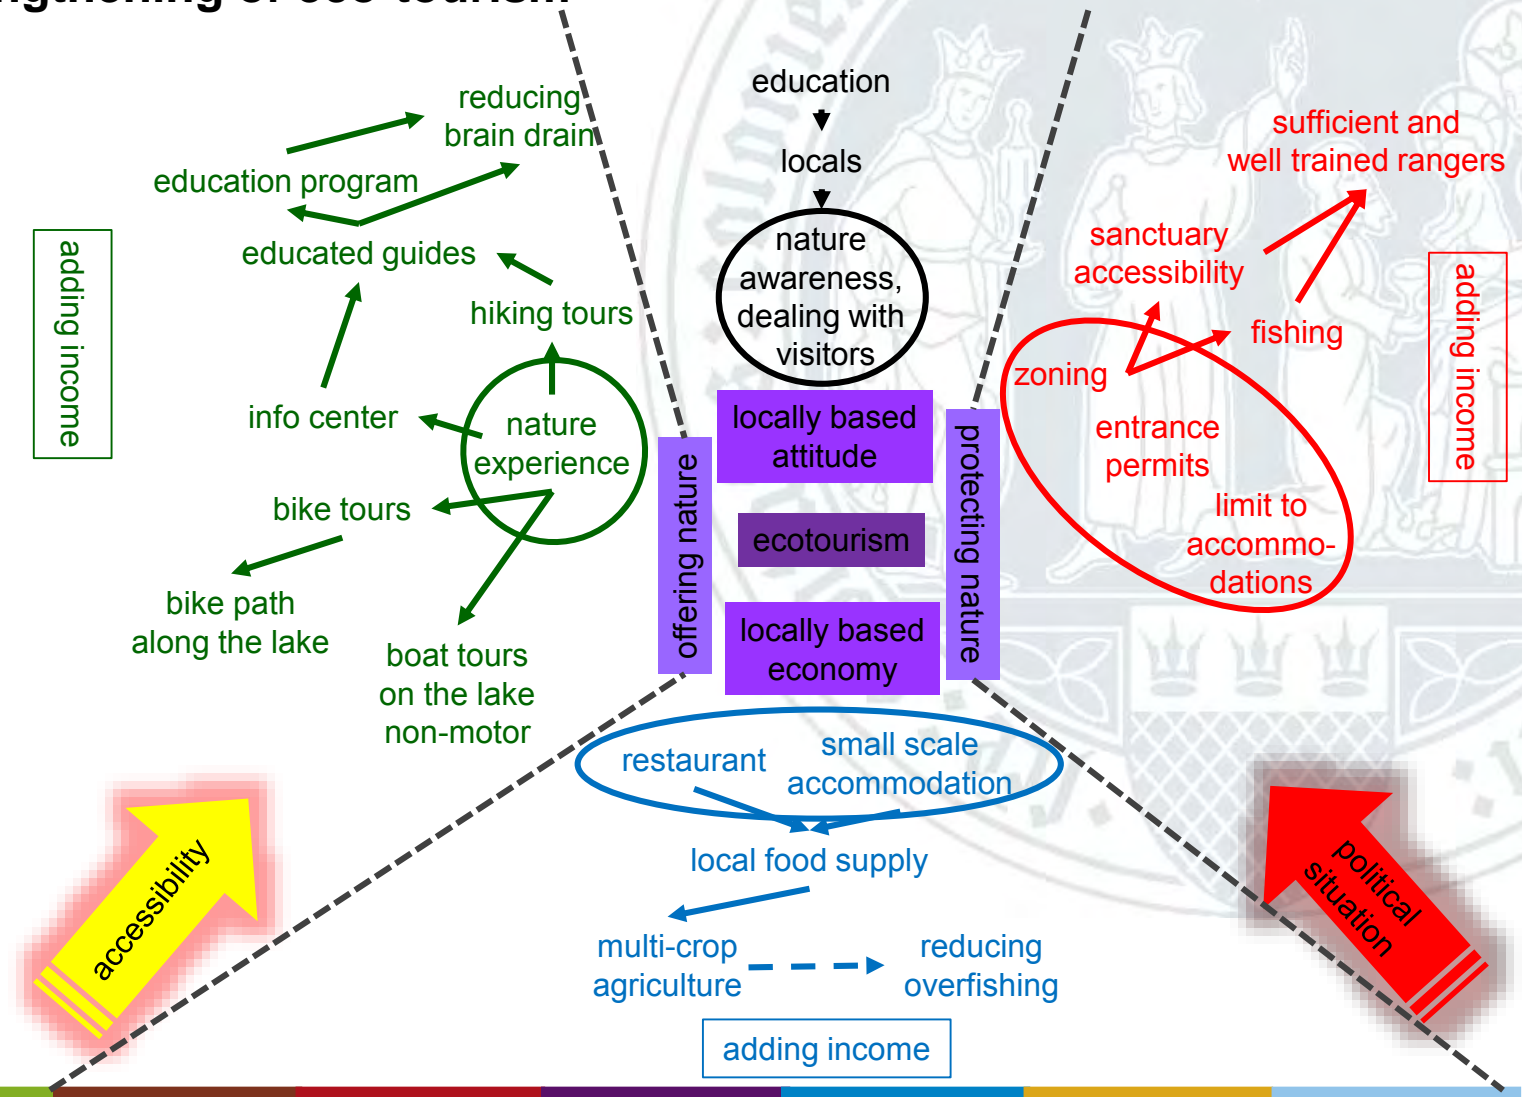 education
locals
nature
awareness,
dealing with
visitors
reducing
brain drain
education program
educated guides
hiking tours
info center
nature
experience
bike tours
bike path
along the lake
boat tours
on the lake
non-motor
adding income
offering nature
locally based
attitude
ecotourism
locally based
economy
protecting nature
sufficient and
well trained rangers
sanctuary
accessibility
fishing
zoning
entrance
permits
limit to
accommo-
dations
adding income
restaurant
small scale
accommodation
local food supply
multi-crop
agriculture
reducing
overfishing
adding income
accessibility
political
situation